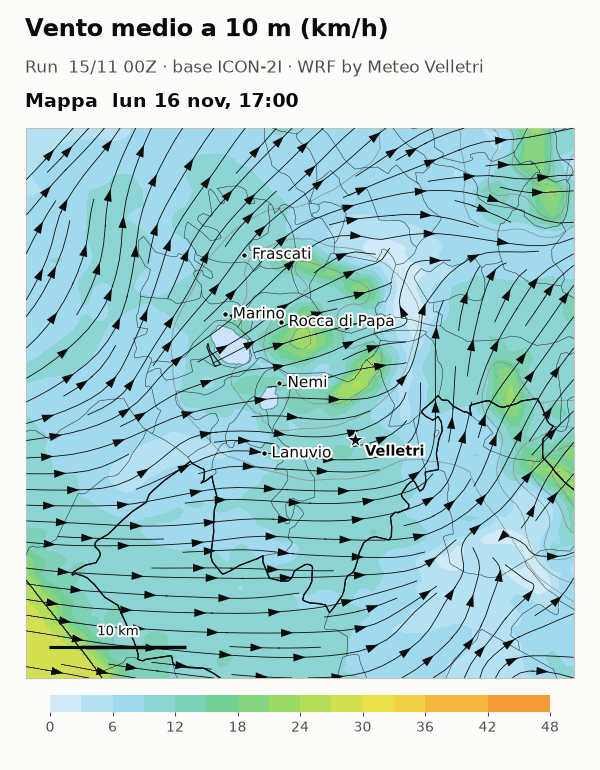 Vento medio a 10 m (km/h)
Run  15/11 00Z · base ICON-2I · WRF by Meteo Velletri
Mappa  lun 16 nov, 17:00
Frascati
Marino
Rocca di Papa
Nemi
Velletri
Lanuvio
10 km
0 6 12 18 24 30 36 42 48